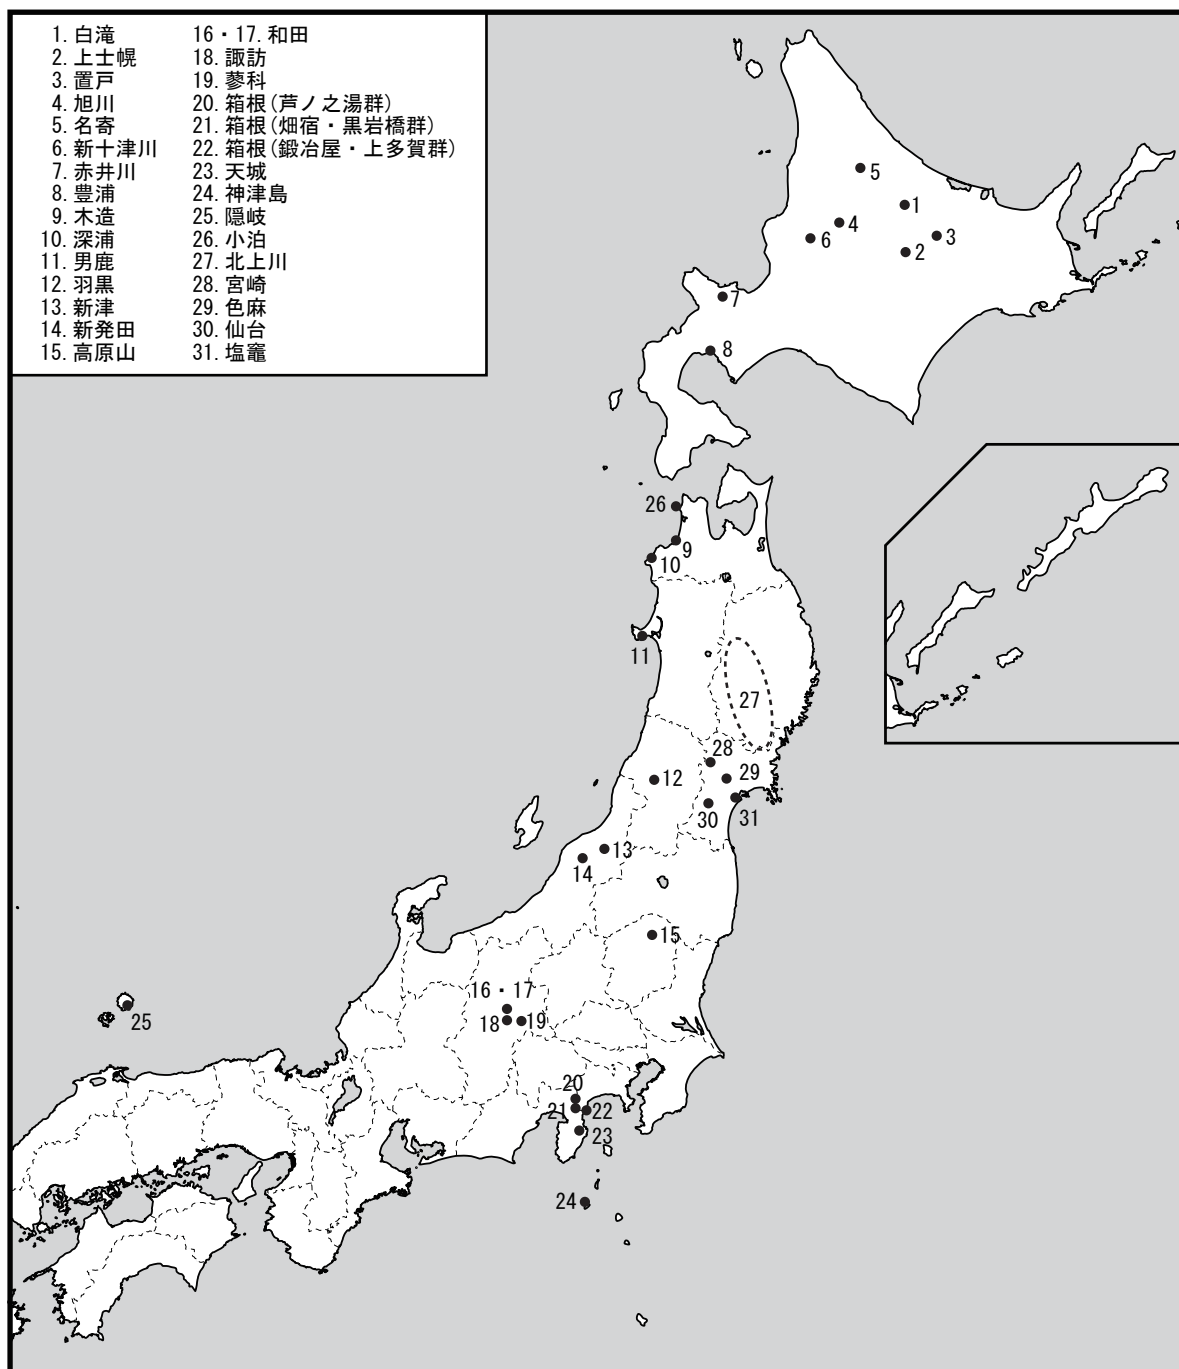 1. 白滝
2. 上士幌
3. 置戸
4. 旭川
5. 名寄
6. 新十津川
7. 赤井川
8. 豊浦
9. 木造
10. 深浦
11. 男鹿
12. 羽黒
13. 新津
14. 新発田
15. 高原山
16・17. 和田
18. 諏訪
19. 蓼科
20. 箱根(芦ノ之湯群)
21. 箱根(畑宿・黒岩橋群)
22. 箱根(鍛冶屋・上多賀群)
23. 天城
24. 神津島
25. 隠岐
26. 小泊
27. 北上川
28. 宮崎
29. 色麻
30. 仙台
31. 塩竈
5
1
4
3
6
2
7
8
26
9
10
11
27
28
12
29
30
31
13
14
15
16・17
25
18
19
20
21
22
23
24